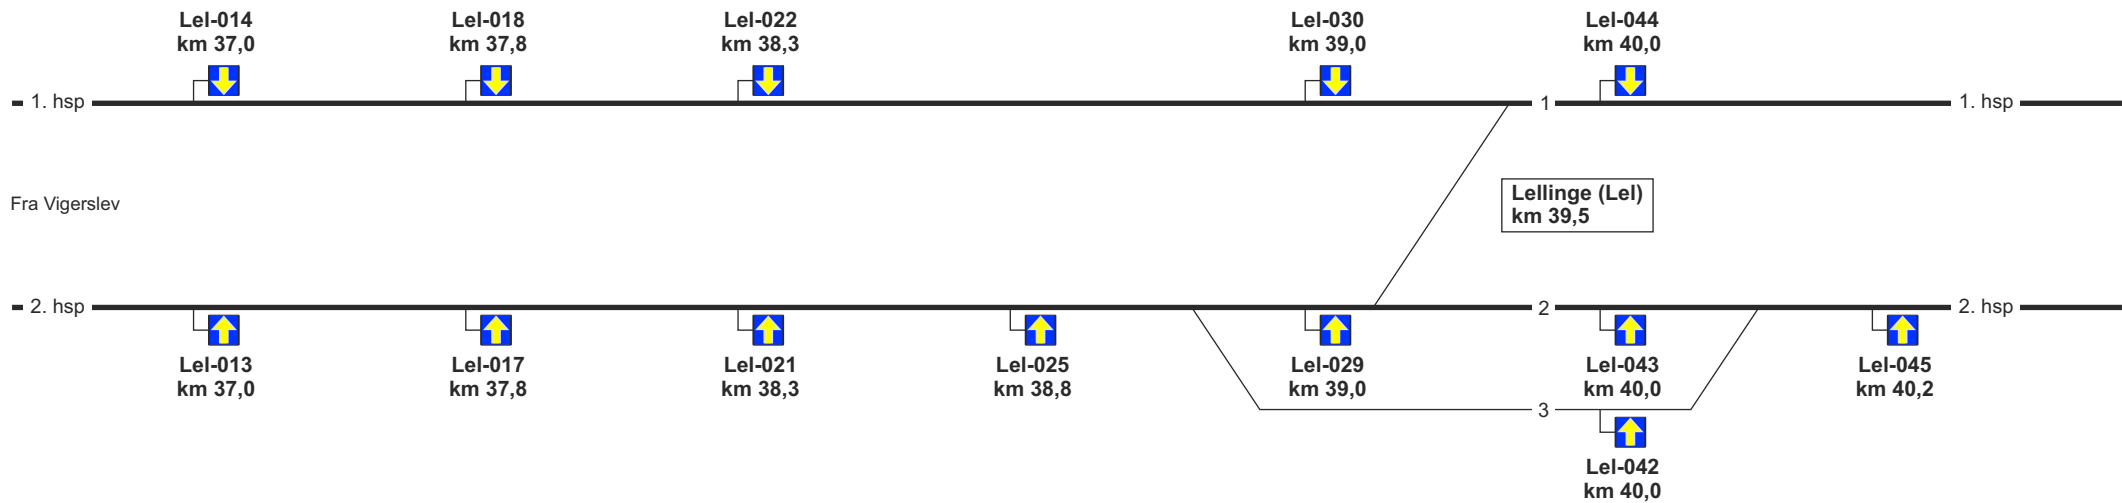 Lel-014
km 37,0
Lel-018
km 37,8
Lel-022
km 38,3
Lel-030
km 39,0
Lel-044
km 40,0
1. hsp
1
1. hsp
Fra Vigerslev
Lellinge (Lel)
km 39,5
2. hsp
2
2. hsp
Lel-013
km 37,0
Lel-017
km 37,8
Lel-021
km 38,3
Lel-025
km 38,8
Lel-029
km 39,0
Lel-043
km 40,0
Lel-045
km 40,2
3
Lel-042
km 40,0